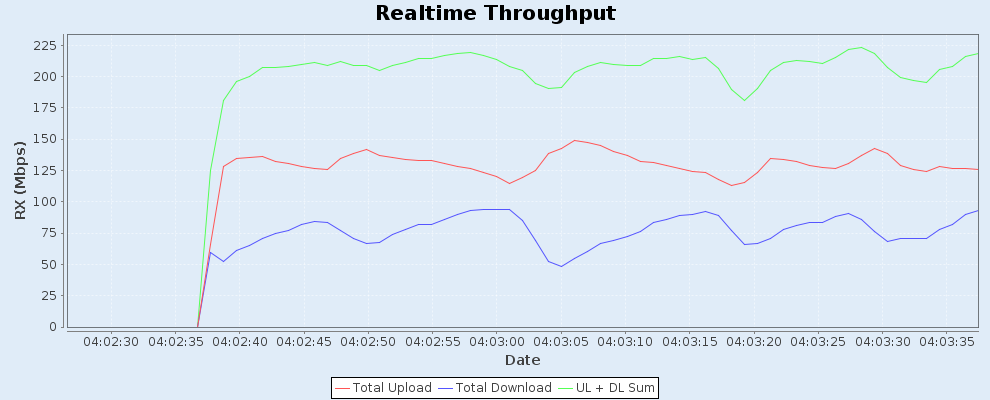 Realtime Throughput
RX (Mbps)
225
200
175
150
125
100
75
50
25
0
04:02:30 04:02:35 04:02:40 04:02:45 04:02:50 04:02:55 04:03:00 04:03:05 04:03:10 04:03:15 04:03:20 04:03:25 04:03:30 04:03:35
Date
Total Upload Total Download UL + DL Sum